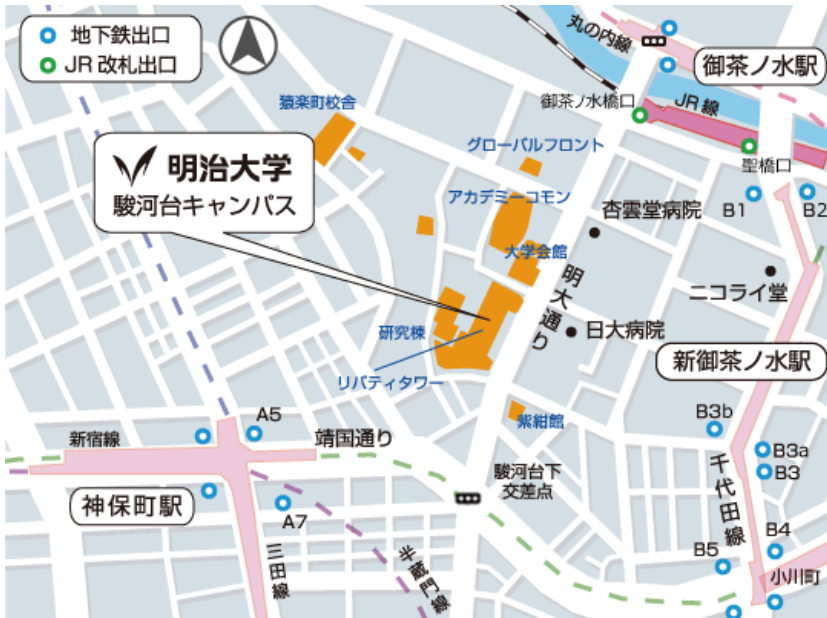 地下鉄出口
JR改札出口
丸の内線
御茶ノ水駅
猿楽町校舎
御茶ノ水橋口
JR線
グローバルフロント
聖橋口
明治大学
駿河台キャンパス
アカデミーコモン
杏雲堂病院
B1
B2
大学会館
明大通り
ニコライ堂
研究棟
日大病院
リバティタワー
新御茶ノ水駅
紫紺館
A5
B3b
新宿線
靖国通り
B3a
B3
駿河台下
交差点
千代田線
神保町駅
A7
B4
三田線
半蔵門線
B5
小川町